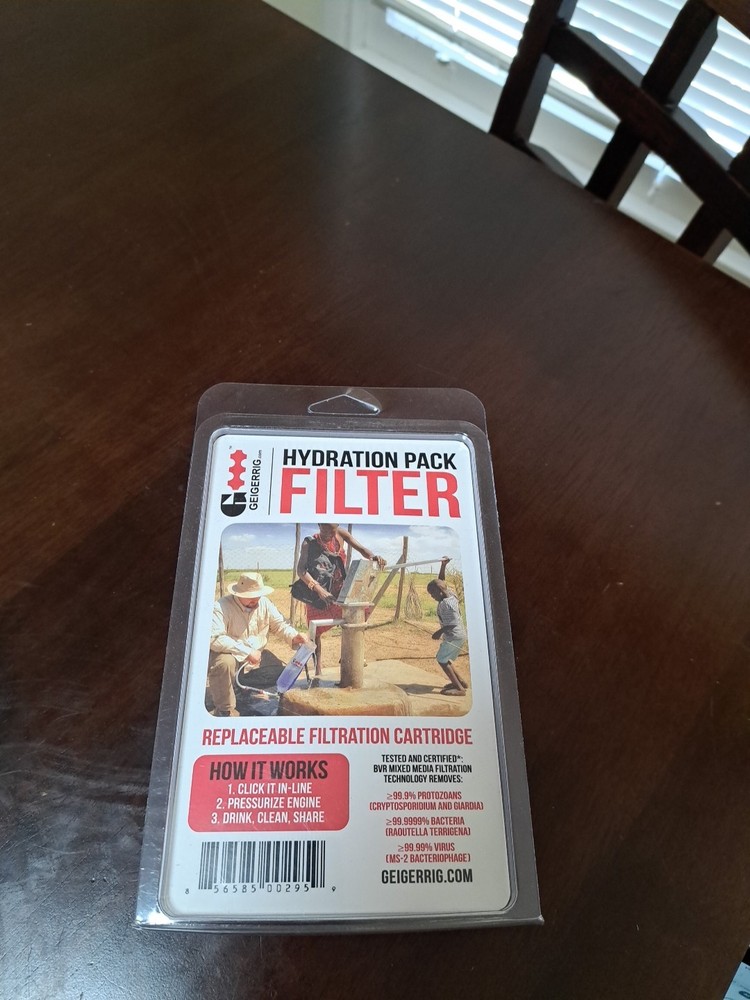 GEIGERRIG.com
HYDRATION PACK
FILTER
REPLACEABLE FILTRATION CARTRIDGE
HOW IT WORKS
1. CLICK IT IN-LINE
2. PRESSURIZE ENGINE
3. DRINK, CLEAN, SHARE
TESTED AND CERTIFIED*:
BVR MIXED MEDIA FILTRATION
TECHNOLOGY REMOVES:
≥99.9% PROTOZOANS
(CRYPTOSPORIDIUM AND GIARDIA)
≥99.9999% BACTERIA
(RAOUTELLA TERRIGENA)
≥99.99% VIRUS
(MS-2 BACTERIOPHAGE)
GEIGERRIG.COM
8 56585 00295 9